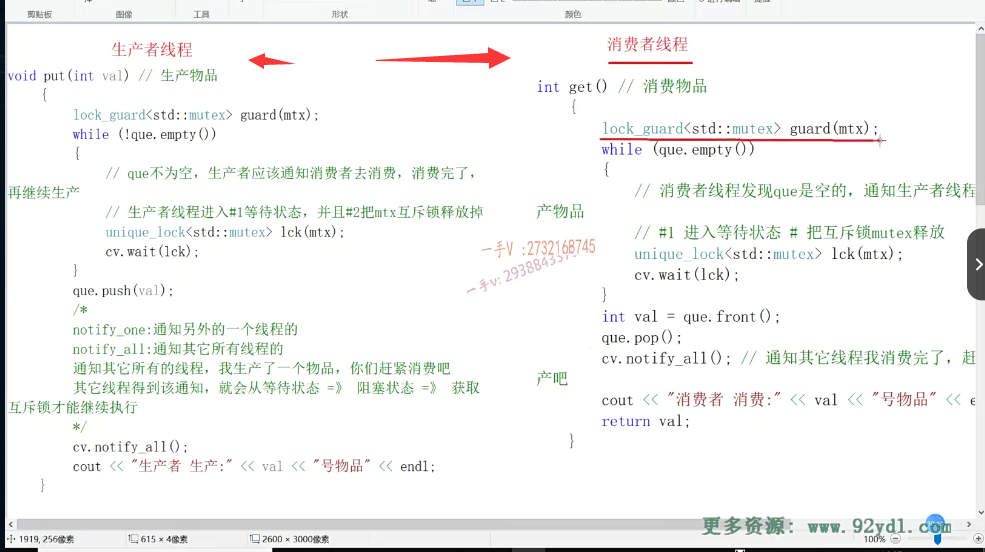 剪贴板
图像
工具
形状
颜色
生产者线程
void put(int val) // 生产物品
{
lock_guard<std::mutex> guard(mtx);
while (!que.empty())
{
// que不为空，生产者应该通知消费者去消费，消费完了，
再继续生产
// 生产者线程进入#1等待状态，并且#2把mtx互斥锁释放掉
unique_lock<std::mutex> lck(mtx);
cv.wait(lck);
}
que.push(val);
/*
notify_one:通知另外的一个线程的
notify_all:通知其它所有线程的
通知其它所有的线程，我生产了一个物品，你们赶紧消费吧
其它线程得到该通知，就会从等待状态 =》 阻塞状态 =》 获取
互斥锁才能继续执行
*/
cv.notify_all();
cout << "生产者 生产:" << val << "号物品" << endl;
}
消费者线程
int get() // 消费物品
{
lock_guard<std::mutex> guard(mtx);
while (que.empty())
{
// 消费者线程发现que是空的，通知生产者线程
产物品
// #1 进入等待状态 # 把互斥锁mutex释放
unique_lock<std::mutex> lck(mtx);
cv.wait(lck);
}
int val = que.front();
que.pop();
cv.notify_all(); // 通知其它线程我消费完了，赶
产吧
cout << "消费者 消费:" << val << "号物品" << e
return val;
}
一手V :2732168745
一手v:
更多资源: www.92ydl.com
1919, 256像素
615 × 4像素
2600 × 3000像素
100%